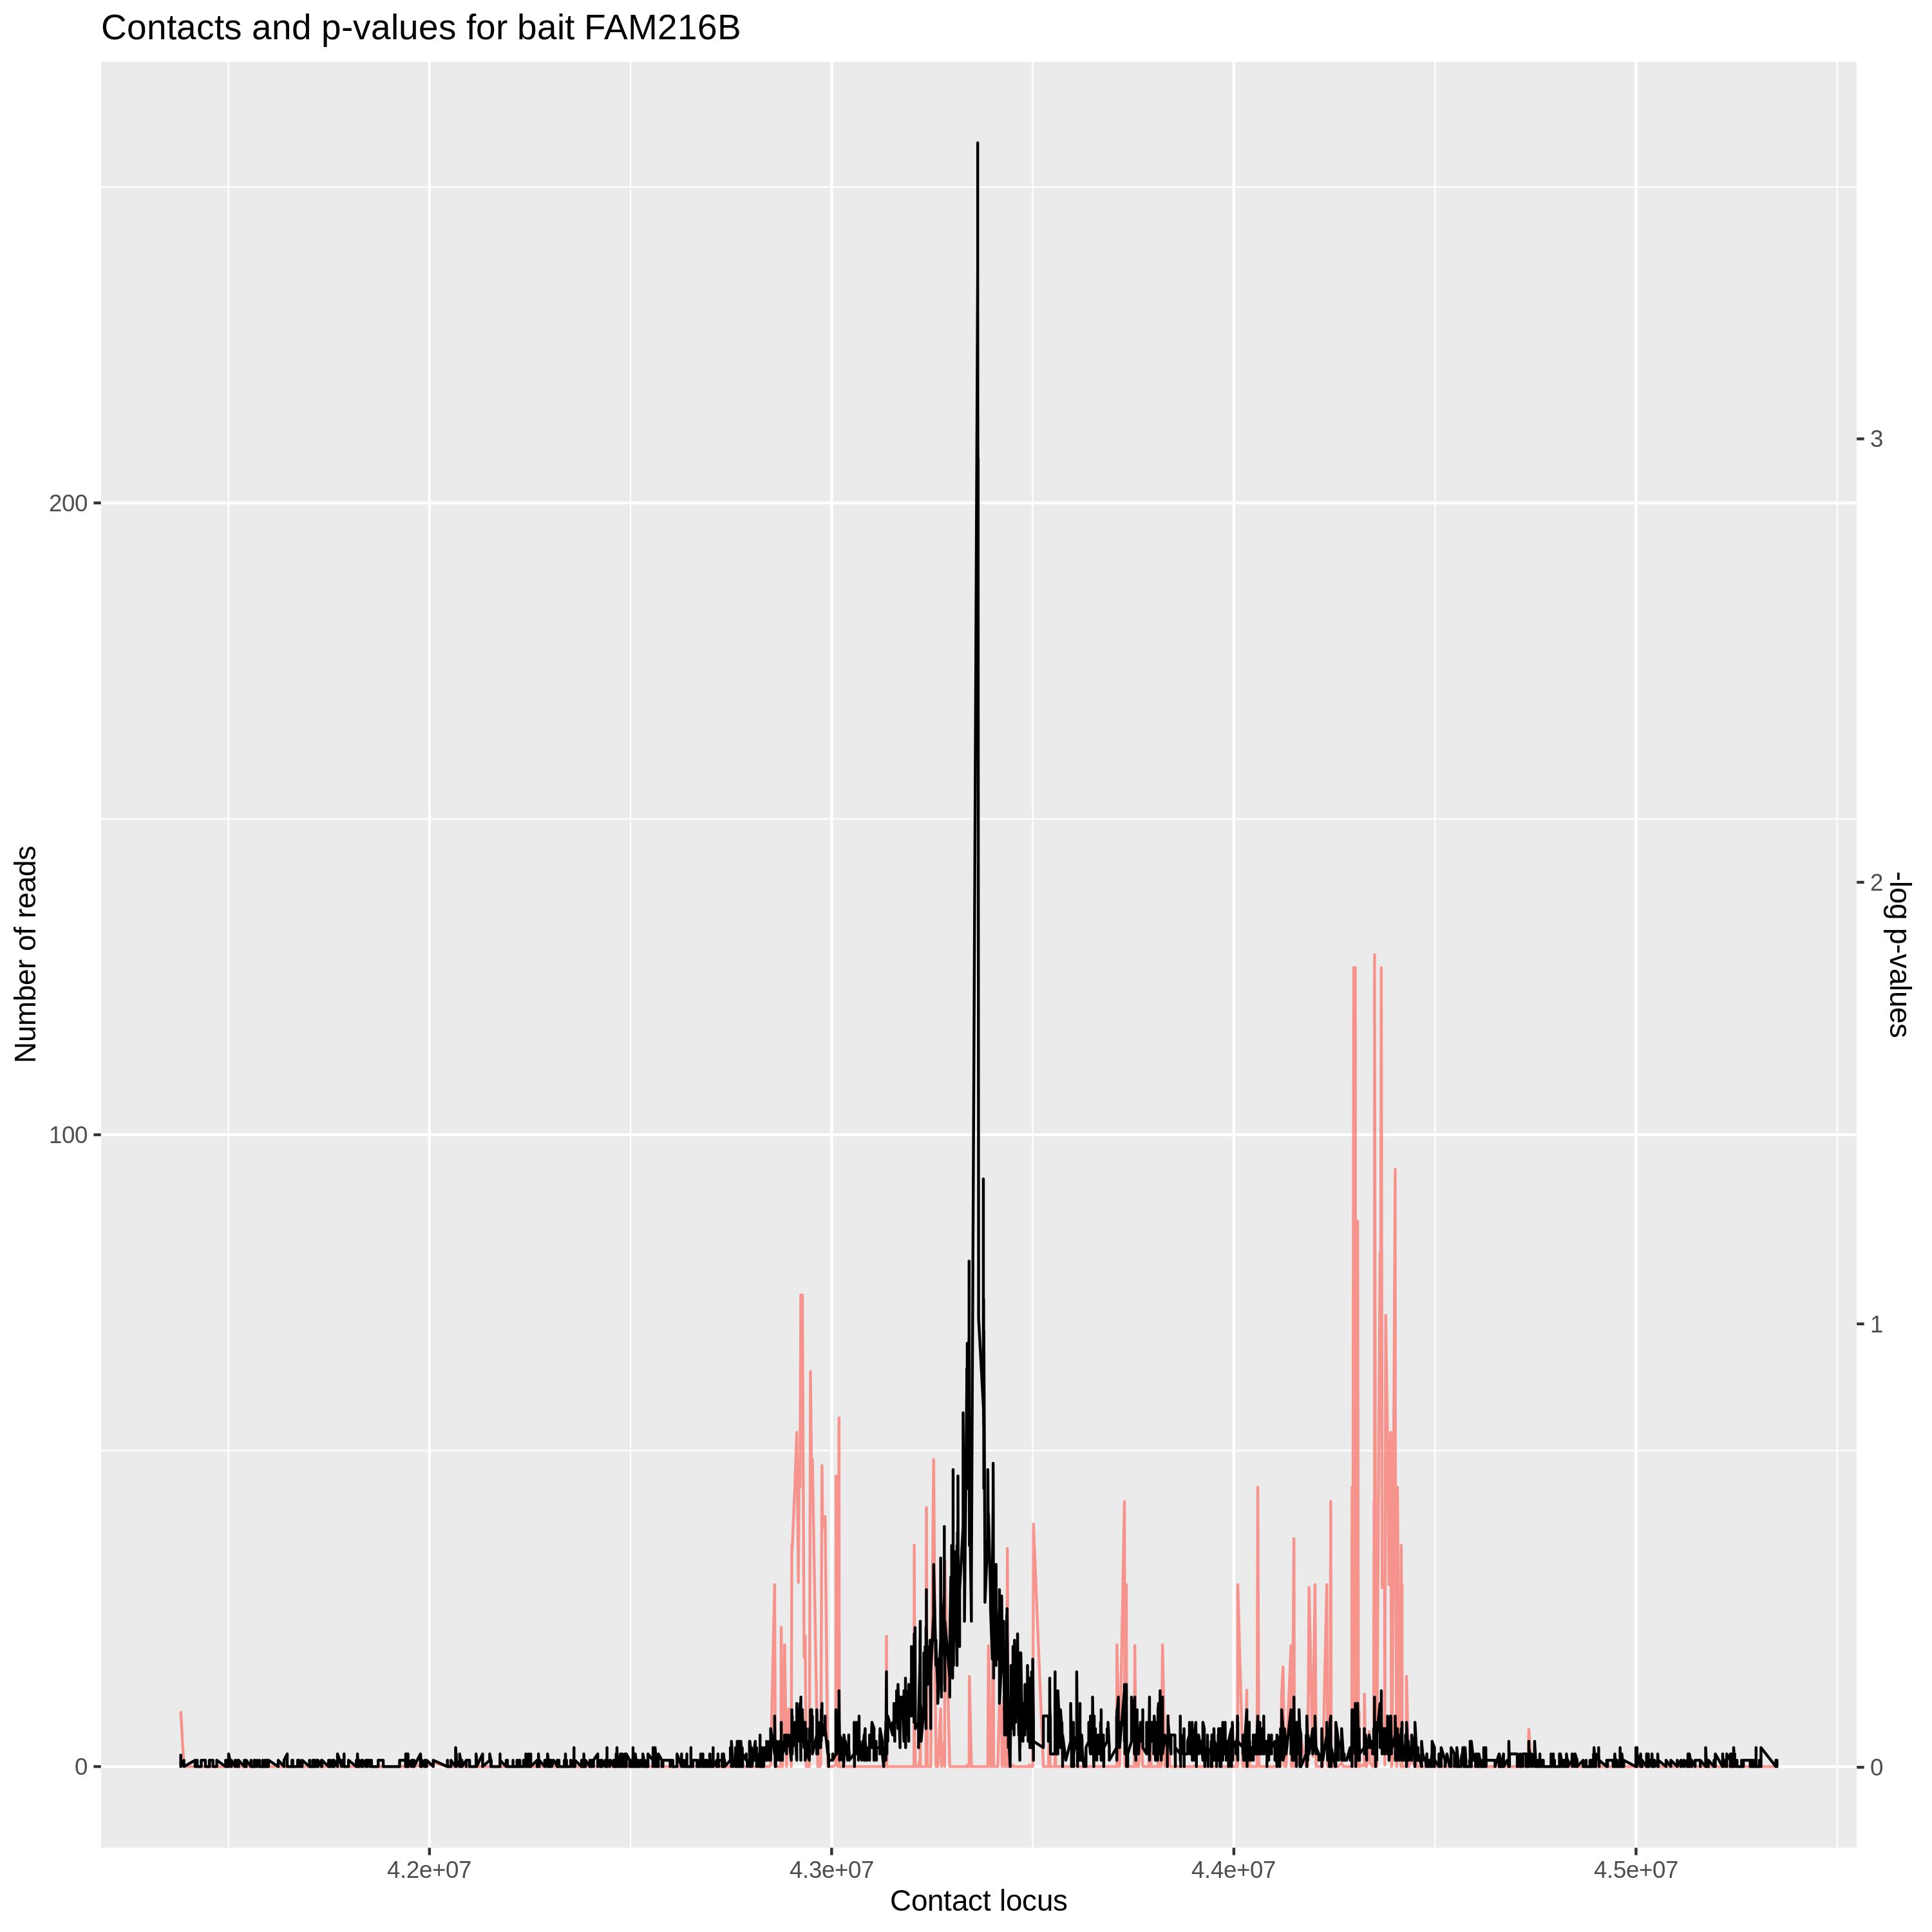 Contacts and p-values for bait FAM216B
200
100
0
Number of reads
3
2
1
0
-log p-values
4.2e+07 4.3e+07 4.4e+07 4.5e+07
Contact locus